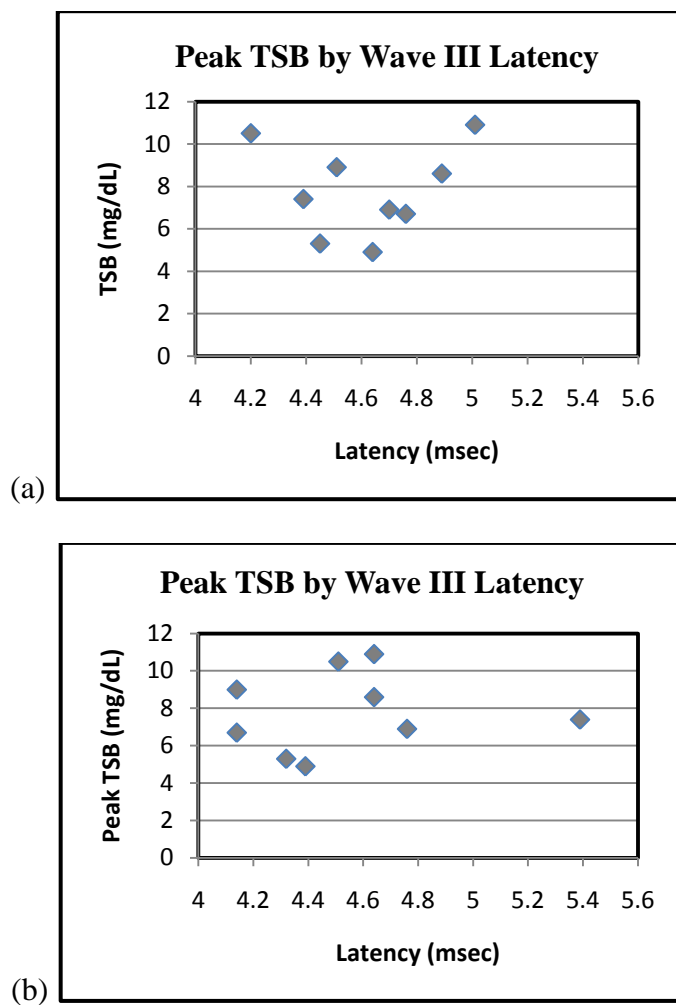 Peak TSB by Wave III Latency
12
10
8
6
4
2
0
TSB (mg/dL)
4 4.2 4.4 4.6 4.8 5 5.2 5.4 5.6
Latency (msec)
(a)
Peak TSB by Wave III Latency
12
10
8
6
4
2
0
Peak TSB (mg/dL)
4 4.2 4.4 4.6 4.8 5 5.2 5.4 5.6
Latency (msec)
(b)